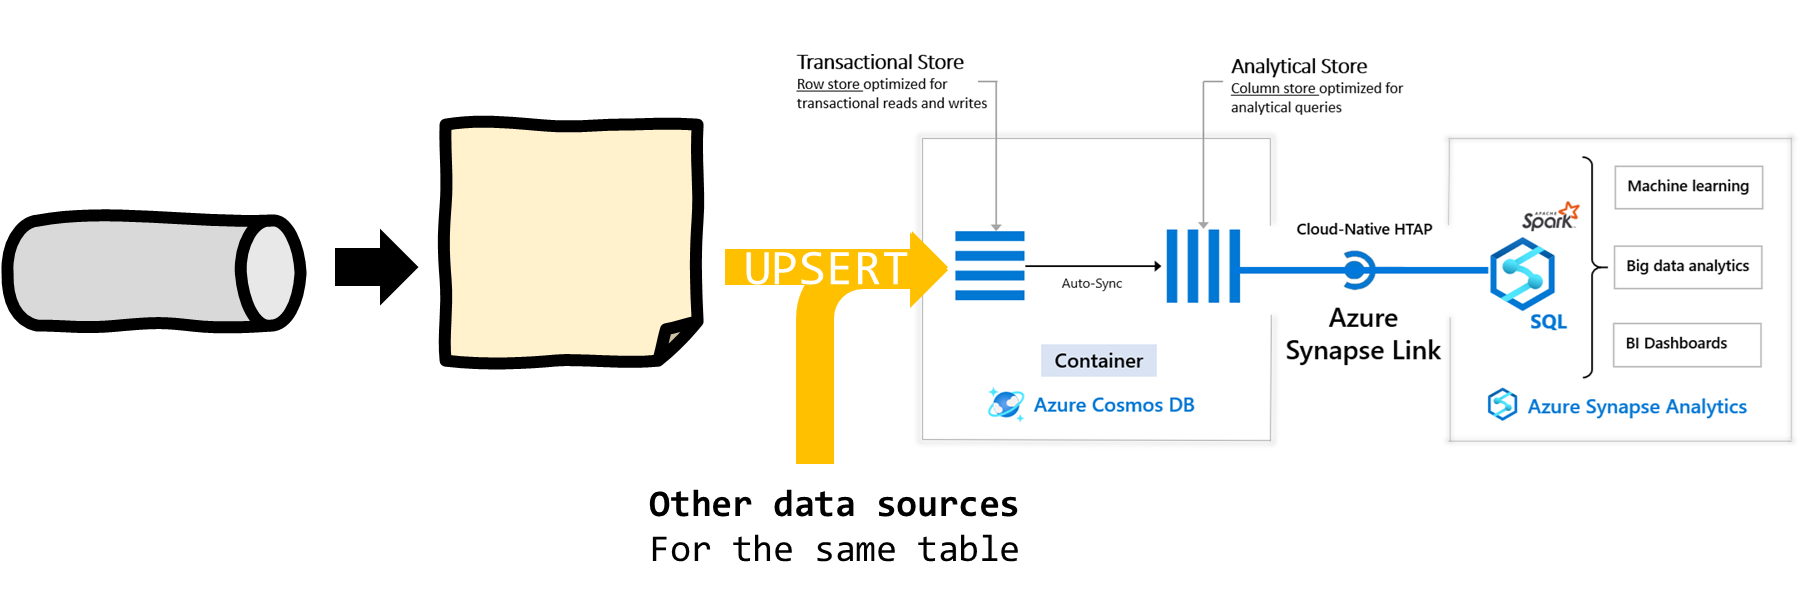 Transactional Store
Row store optimized for
transactional reads and writes
Analytical Store
Column store optimized for
analytical queries
UPSERT
Auto-Sync
Container
Azure Cosmos DB
Cloud-Native HTAP
Azure
Synapse Link
APACHE
Spark
SQL
Machine learning
Big data analytics
BI Dashboards
Azure Synapse Analytics
Other data sources
For the same table